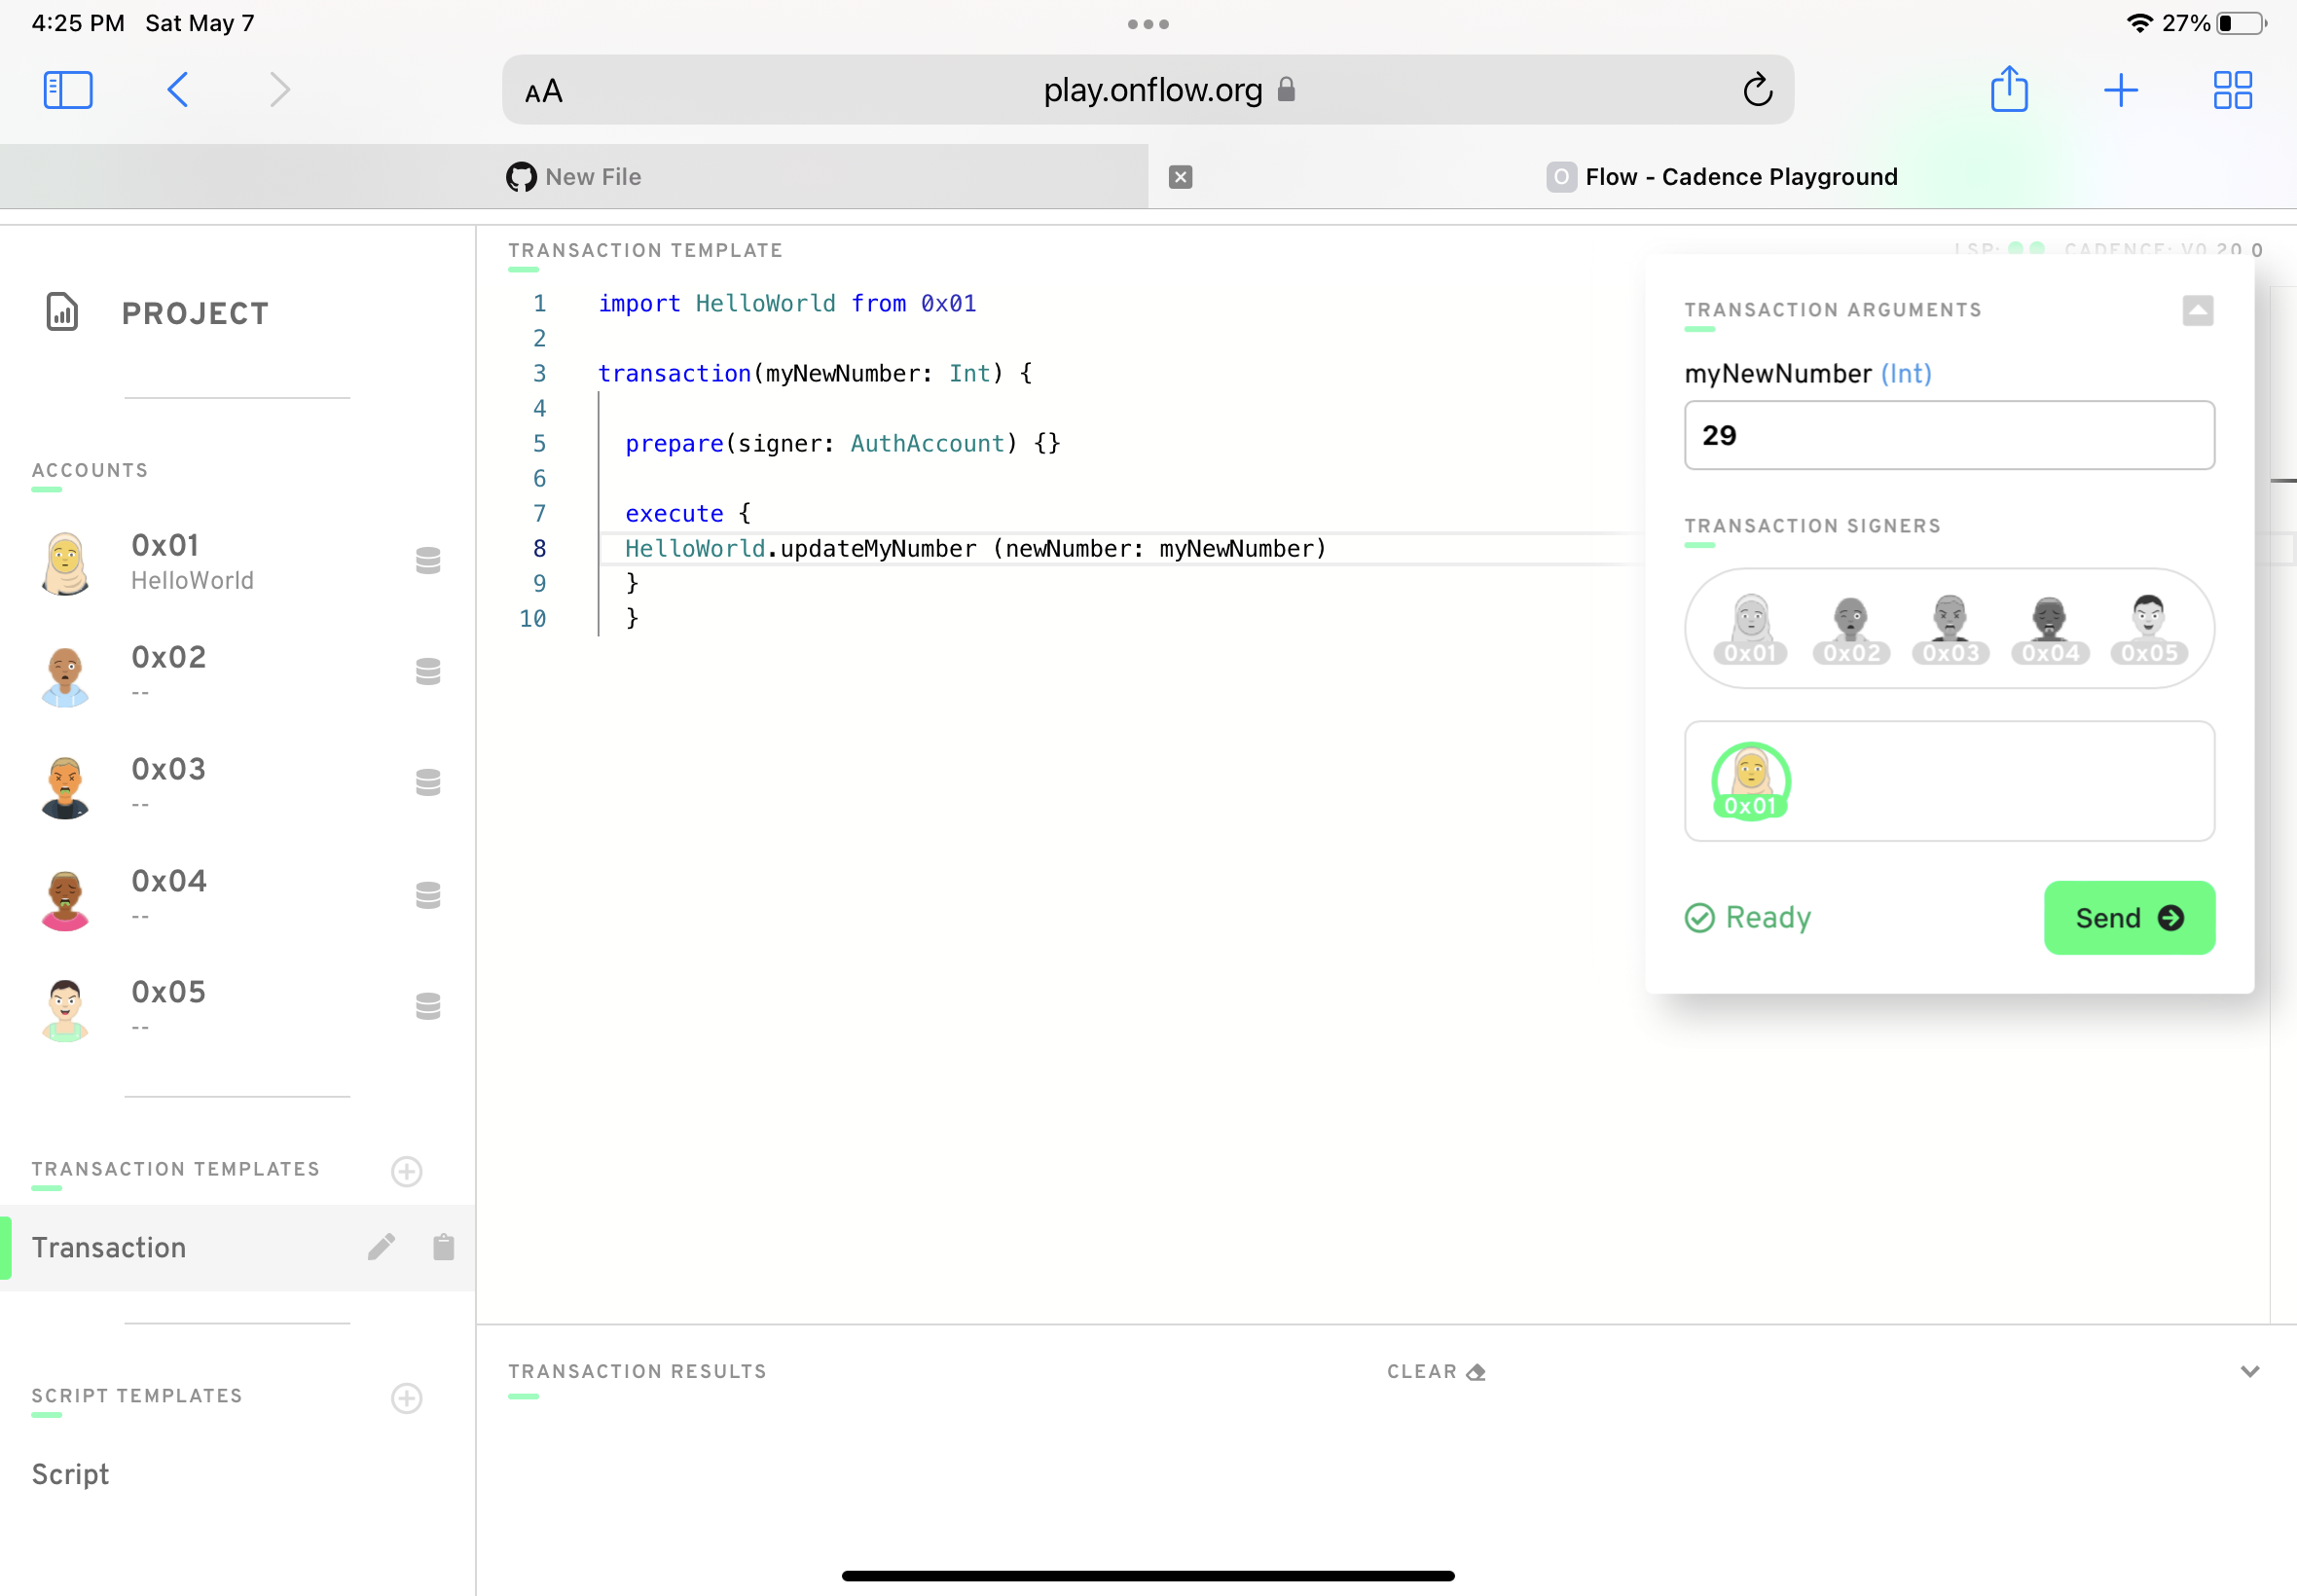 4:25 PM Sat May 7
27%
AA
play.onflow.org
New File
Flow - Cadence Playground
PROJECT
ACCOUNTS
0x01
HelloWorld
0x02
--
0x03
--
0x04
--
0x05
--
TRANSACTION TEMPLATES
Transaction
SCRIPT TEMPLATES
Script
TRANSACTION TEMPLATE
LSP: CADENCE: V0.20.0
1 import HelloWorld from 0x01
2
3 transaction(myNewNumber: Int) {
4
5 prepare(signer: AuthAccount) {}
6
7 execute {
8 HelloWorld.updateMyNumber (newNumber: myNewNumber)
9 }
10 }
TRANSACTION ARGUMENTS
myNewNumber (Int)
29
TRANSACTION SIGNERS
0x01 0x02 0x03 0x04 0x05
0x01
Ready
Send
TRANSACTION RESULTS
CLEAR